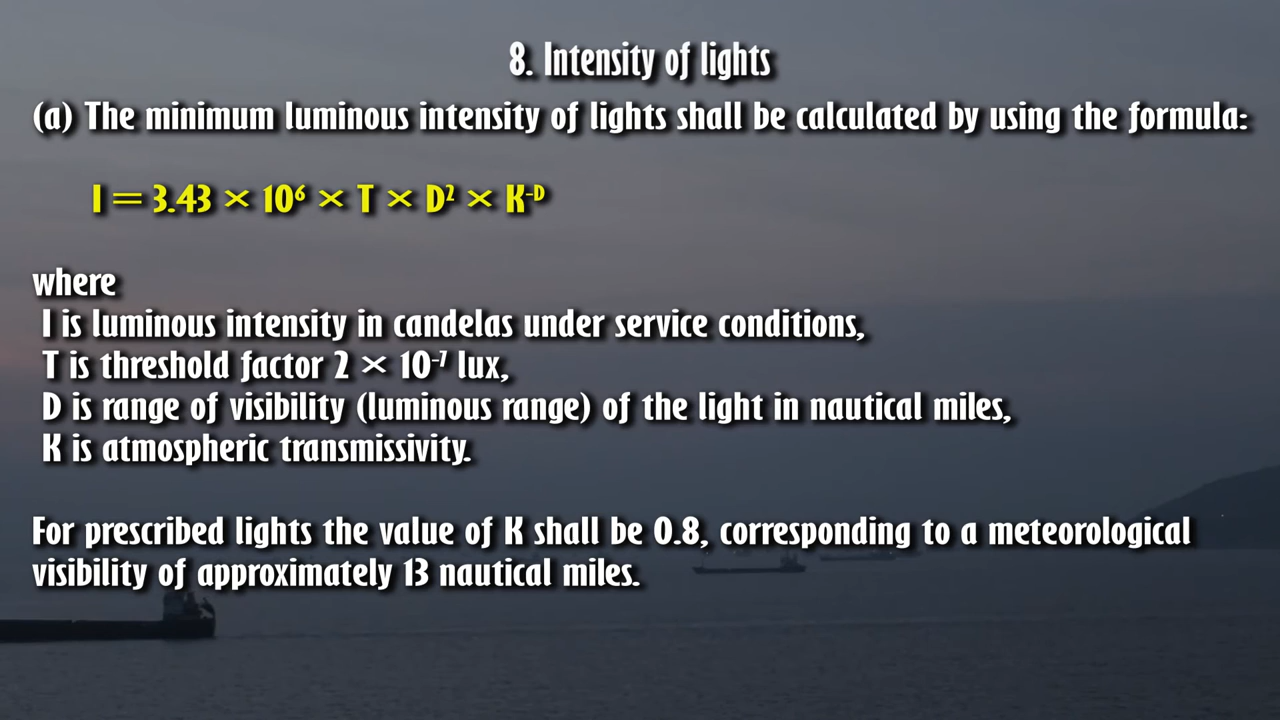 8. Intensity of lights
(a) The minimum luminous intensity of lights shall be calculated by using the formula:
I = 3.43 × 10⁶ × T × D² × K⁻ᴰ
where
I is luminous intensity in candelas under service conditions,
T is threshold factor 2 × 10⁻⁷ lux,
D is range of visibility (luminous range) of the light in nautical miles,
K is atmospheric transmissivity.
For prescribed lights the value of K shall be 0.8, corresponding to a meteorological
visibility of approximately 13 nautical miles.